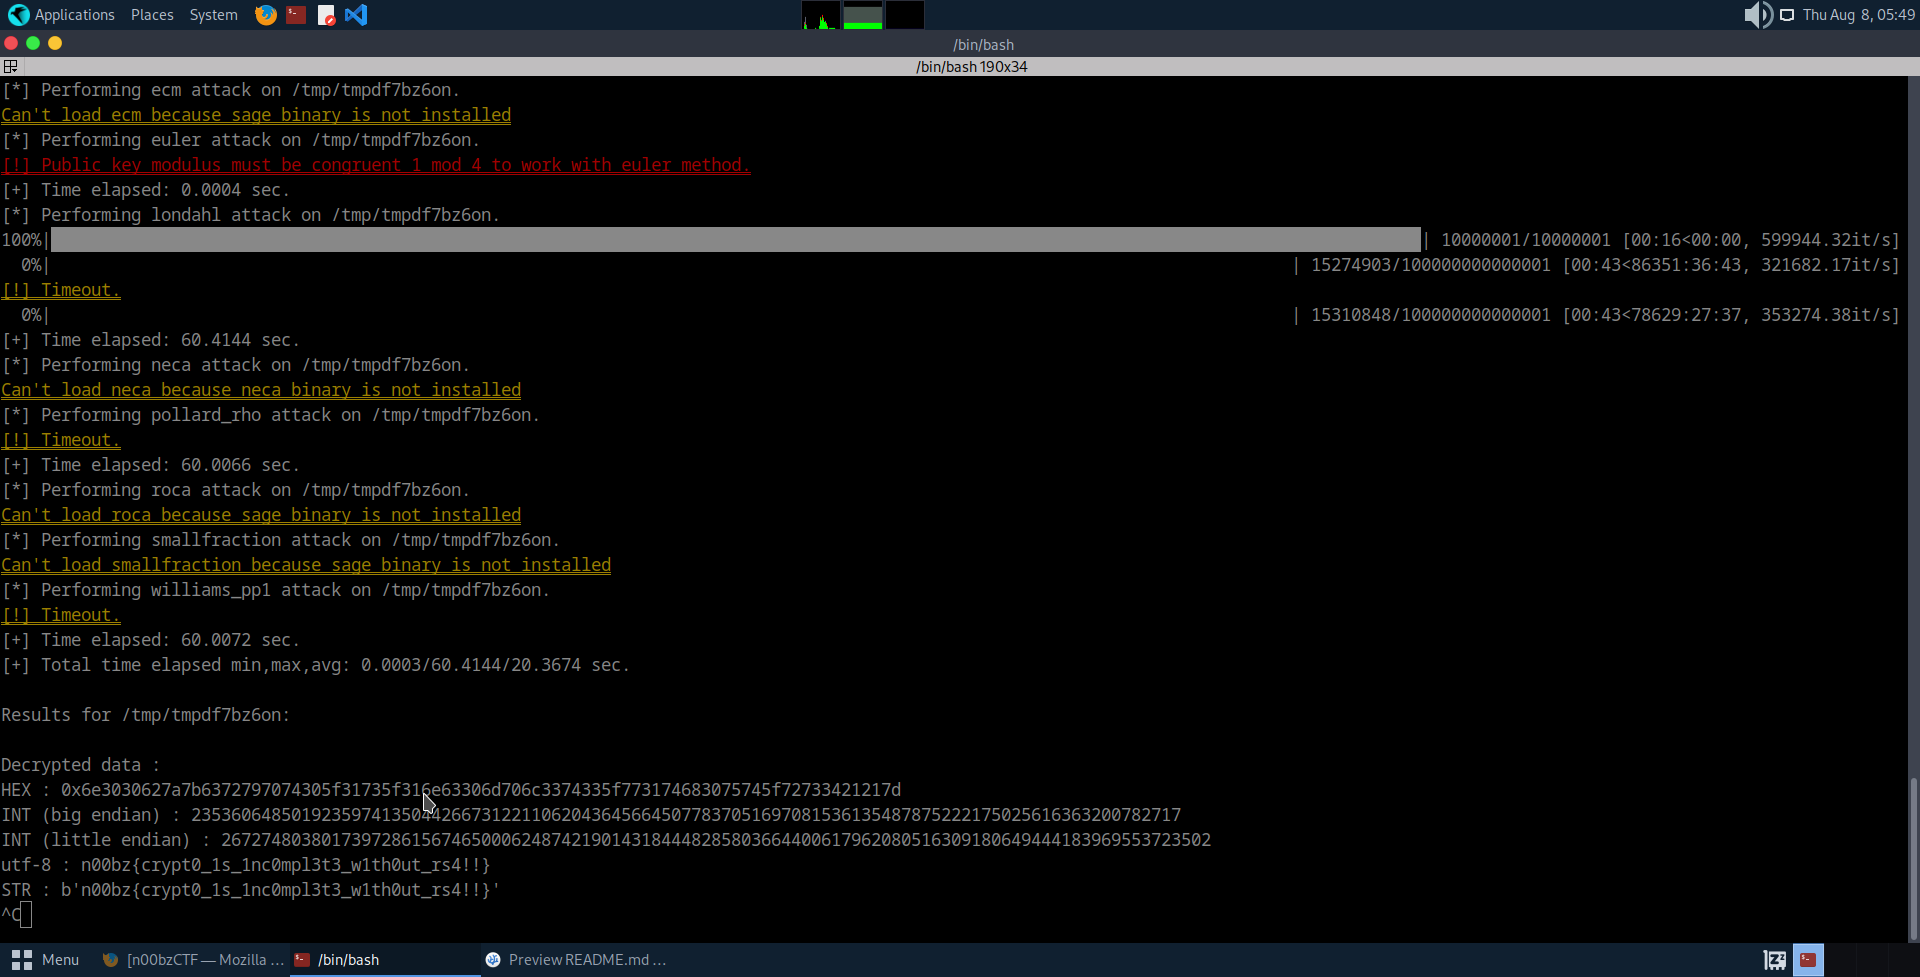 Applications Places System
Thu Aug 8, 05:49
/bin/bash
/bin/bash 190x34
[*] Performing ecm attack on /tmp/tmpdf7bz6on.
Can't load ecm because sage binary is not installed
[*] Performing euler attack on /tmp/tmpdf7bz6on.
[!] Public key modulus must be congruent 1 mod 4 to work with euler method.
[+] Time elapsed: 0.0004 sec.
[*] Performing londahl attack on /tmp/tmpdf7bz6on.
100%| | 10000001/10000001 [00:16<00:00, 599944.32it/s]
0%| | 15274903/100000000000001 [00:43<86351:36:43, 321682.17it/s]
[!] Timeout.
0%| | 15310848/100000000000001 [00:43<78629:27:37, 353274.38it/s]
[+] Time elapsed: 60.4144 sec.
[*] Performing neca attack on /tmp/tmpdf7bz6on.
Can't load neca because neca binary is not installed
[*] Performing pollard_rho attack on /tmp/tmpdf7bz6on.
[!] Timeout.
[+] Time elapsed: 60.0066 sec.
[*] Performing roca attack on /tmp/tmpdf7bz6on.
Can't load roca because sage binary is not installed
[*] Performing smallfraction attack on /tmp/tmpdf7bz6on.
Can't load smallfraction because sage binary is not installed
[*] Performing williams_pp1 attack on /tmp/tmpdf7bz6on.
[!] Timeout.
[+] Time elapsed: 60.0072 sec.
[+] Total time elapsed min,max,avg: 0.0003/60.4144/20.3674 sec.
Results for /tmp/tmpdf7bz6on:
Decrypted data :
HEX : 0x6e3030627a7b6372797074305f31735f316e63306d706c3374335f773174683075745f72733421217d
INT (big endian) : 235360648501923597413504426673122110620436456645077837051697081536135487875222175025616363200782717
INT (little endian) : 267274803801739728615674650006248742190143184448285803664400617962080516309180649444183969553723502
utf-8 : n00bz{crypt0_1s_1nc0mpl3t3_w1th0ut_rs4!!}
STR : b'n00bz{crypt0_1s_1nc0mpl3t3_w1th0ut_rs4!!}'
^C
Menu [n00bzCTF — Mozilla ... /bin/bash Preview README.md ...